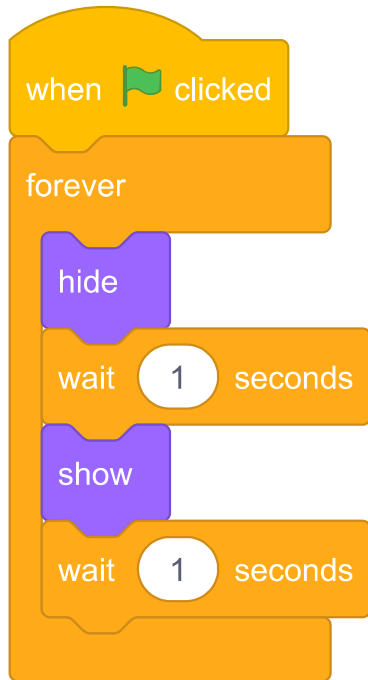 when clicked
forever
hide
wait 1 seconds
show
wait 1 seconds